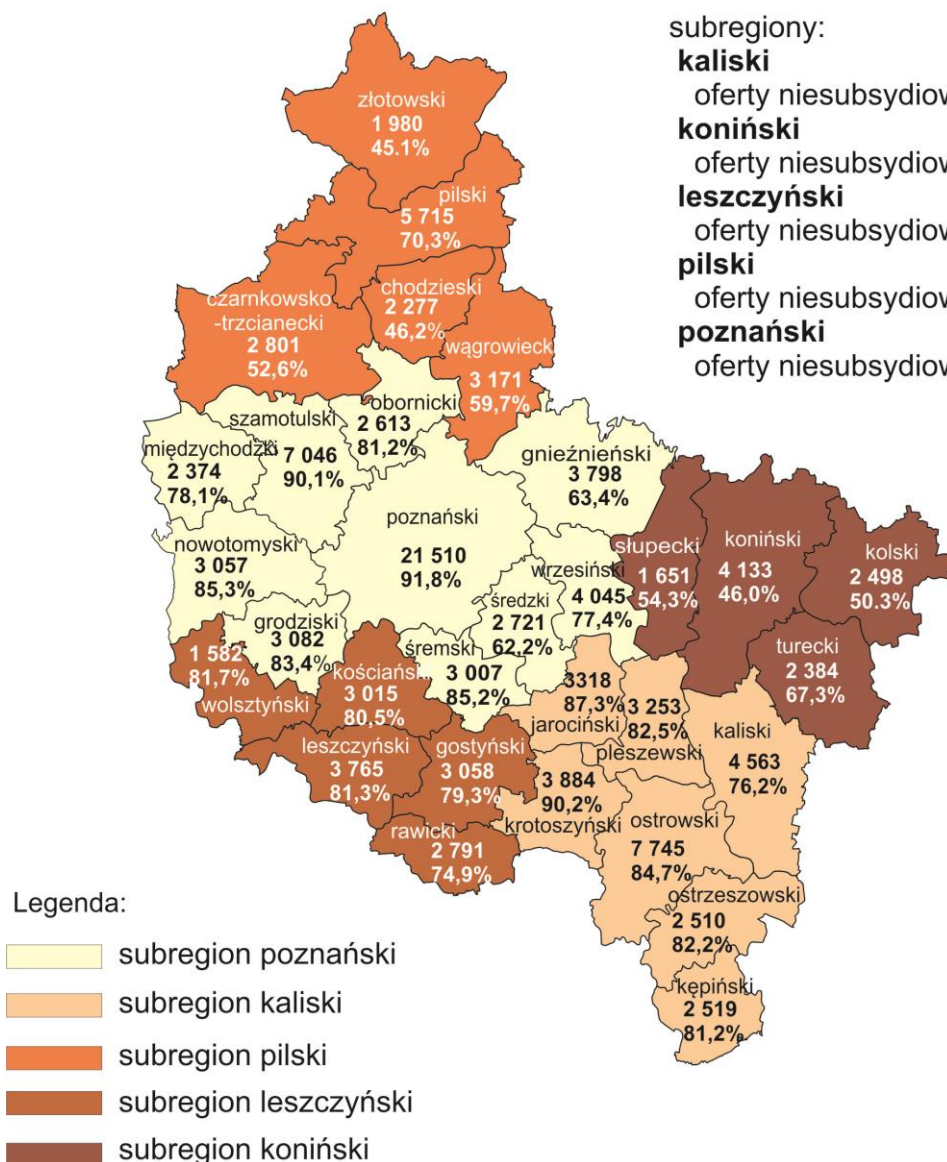 subregiony:
kaliski
oferty niesubsydiow
koniński
oferty niesubsydiow
leszczyński
oferty niesubsydiow
pilski
oferty niesubsydiow
poznański
oferty niesubsydiow
złotowski
1 980
45.1%
pilski
5 715
70,3%
czarnkowsko
-trzcianecki
2 801
52,6%
chodzieski
2 277
46,2%
wągrowieck
3 171
59,7%
obornicki
2 613
81,2%
szamotulski
7 046
90,1%
międzychodzki
2 374
78,1%
gnieźnieński
3 798
63,4%
poznański
21 510
91,8%
nowotomyski
3 057
85,3%
grodziski
3 082
83,4%
średzki
2 721
62,2%
wrzesiński
4 045
77,4%
śremski
3 007
85,2%
słupecki
1 651
54,3%
koniński
4 133
46,0%
kolski
2 498
50.3%
turecki
2 384
67,3%
1 582
81,7%
wolsztyński
kościański
3 015
80,5%
leszczyński
3 765
81,3%
gostyński
3 058
79,3%
rawicki
2 791
74,9%
3318
87,3%
jarociński
3 253
82,5%
pleszewski
kaliski
4 563
76,2%
3 884
90,2%
krotoszyński
ostrowski
7 745
84,7%
ostrzeszowski
2 510
82,2%
kępiński
2 519
81,2%
Legenda:
subregion poznański
subregion kaliski
subregion pilski
subregion leszczyński
subregion koniński